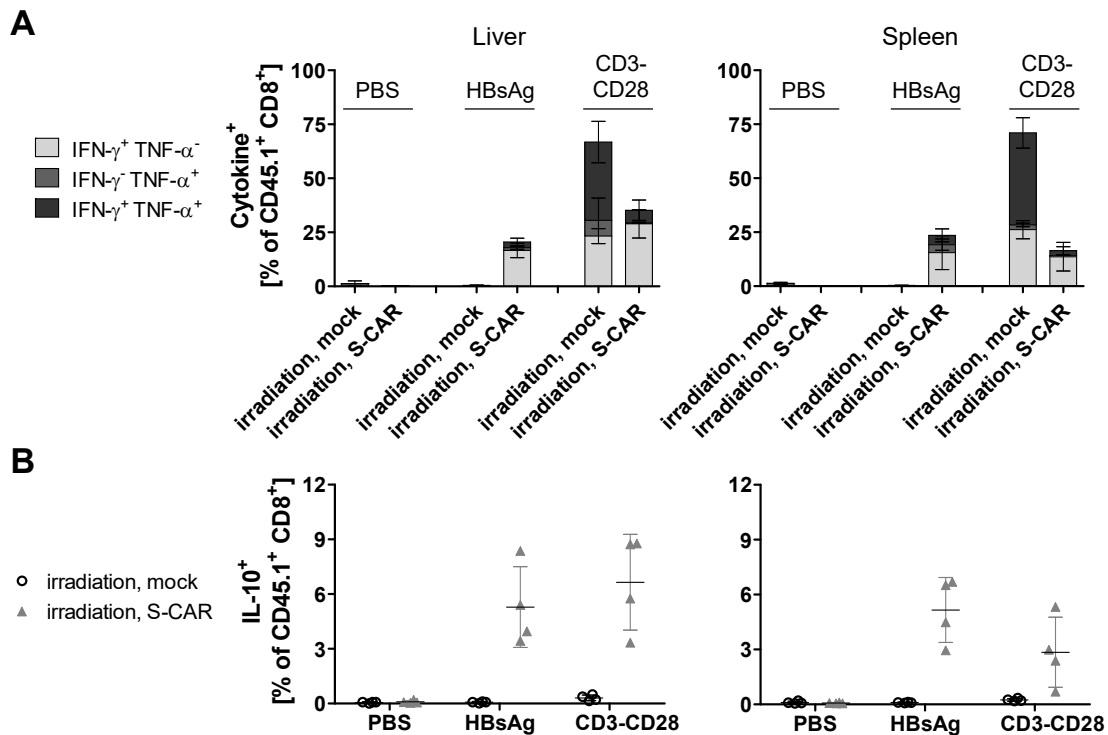 A
Liver
Spleen
Cytokine⁺
[% of CD45.1⁺ CD8⁺]
IFN-γ⁺ TNF-α⁻
IFN-γ⁻ TNF-α⁺
IFN-γ⁺ TNF-α⁺
100
75
50
25
0
PBS
HBsAg
CD3-
CD28
irradiation, mock
irradiation, S-CAR
irradiation, mock
irradiation, S-CAR
irradiation, mock
irradiation, S-CAR
100
75
50
25
0
PBS
HBsAg
CD3-
CD28
irradiation, mock
irradiation, S-CAR
irradiation, mock
irradiation, S-CAR
irradiation, mock
irradiation, S-CAR
B
irradiation, mock
irradiation, S-CAR
IL-10⁺
[% of CD45.1⁺ CD8⁺]
12
9
6
3
0
PBS
HBsAg
CD3-CD28
12
9
6
3
0
PBS
HBsAg
CD3-CD28